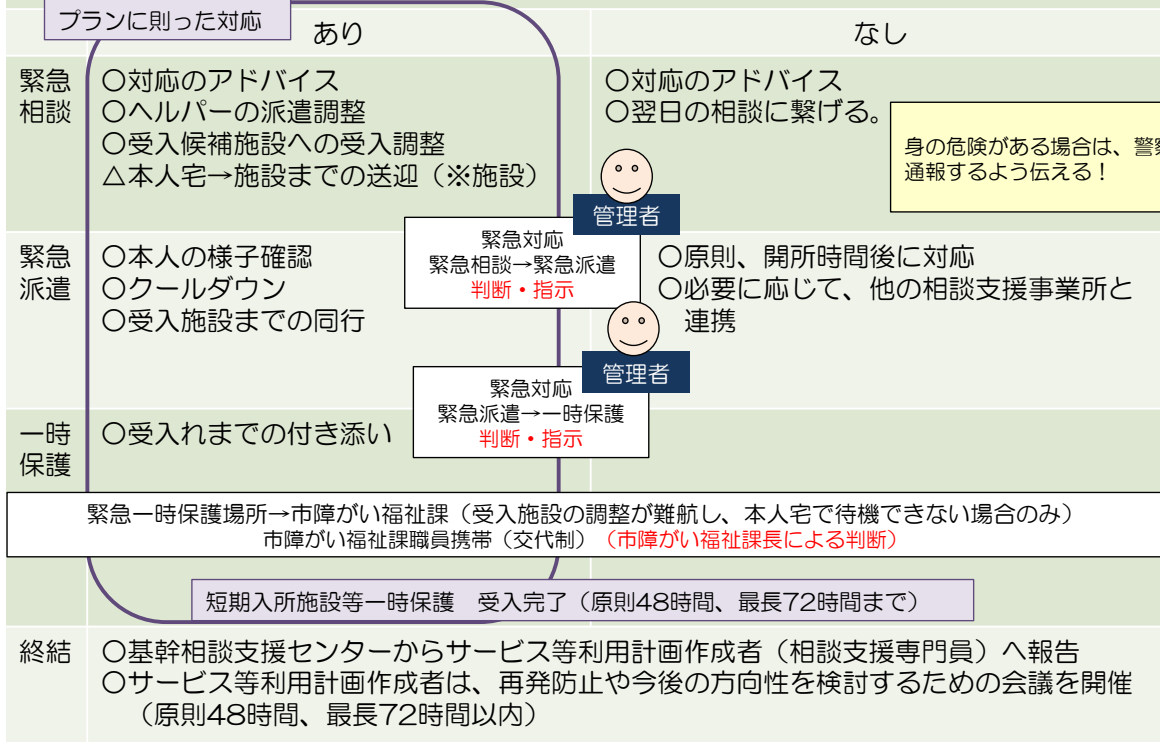 プランに則った対応
あり
なし
緊急
相談
〇対応のアドバイス
〇ヘルパーの派遣調整
〇受入候補施設への受入調整
△本人宅→施設までの送迎（※施設）
〇対応のアドバイス
〇翌日の相談に繋げる。
身の危険がある場合は、警察
通報するよう伝える！
管理者
緊急対応
緊急相談→緊急派遣
判断・指示
緊急
派遣
〇本人の様子確認
〇クールダウン
〇受入施設までの同行
〇原則、開所時間後に対応
〇必要に応じて、他の相談支援事業所と
連携
管理者
緊急対応
緊急派遣→一時保護
判断・指示
一時
保護
〇受入れまでの付き添い
緊急一時保護場所→市障がい福祉課（受入施設の調整が難航し、本人宅で待機できない場合のみ）
市障がい福祉課職員携帯（交代制）（市障がい福祉課長による判断）
短期入所施設等一時保護　受入完了（原則48時間、最長72時間まで）
終結
〇基幹相談支援センターからサービス等利用計画作成者（相談支援専門員）へ報告
〇サービス等利用計画作成者は、再発防止や今後の方向性を検討するための会議を開催
（原則48時間、最長72時間以内）